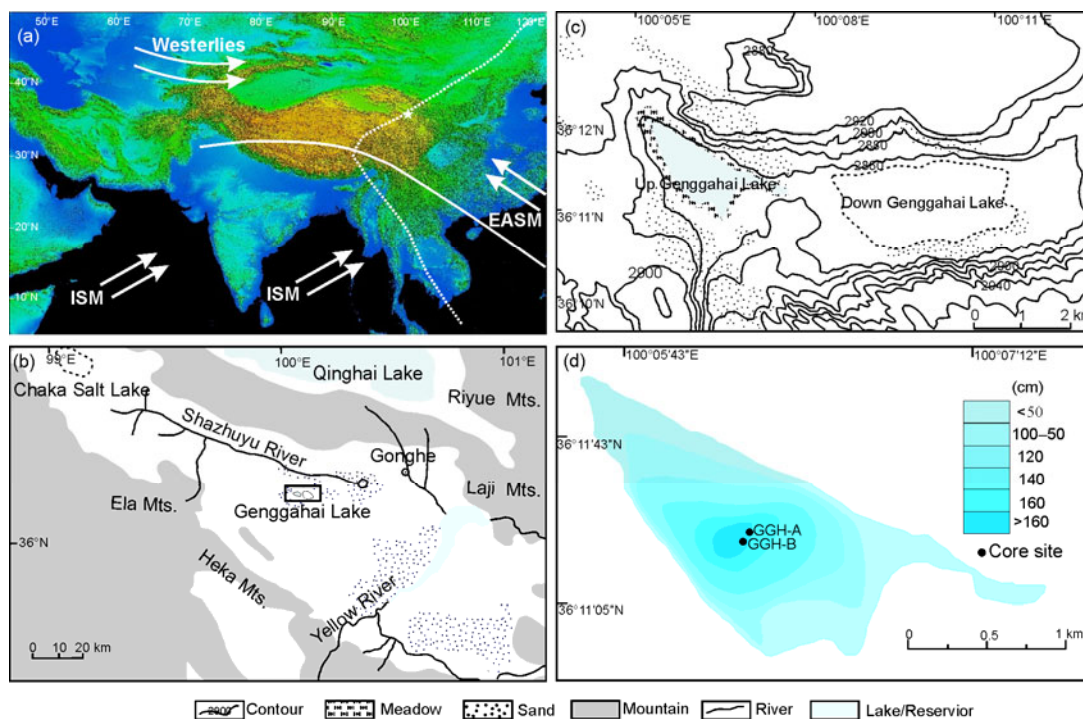 50°E
60°E
70°E
80°E
90°E
100°E
110°E
120°E
(a)
Westerlies
40°N
30°N
20°N
10°N
EASM
ISM
ISM
(c)
100°05′E
100°08′E
100°11′E
2880
36°12′N
2920
2880
2860
Up Genggahai Lake
Down Genggahai Lake
36°11′N
2900
2940
36°10′N
0 1 2 km
(b)
99°E
100°E
101°E
Chaka Salt Lake
Qinghai Lake
Riyue Mts.
Shazhuyu River
Gonghe
Ela Mts.
Laji Mts.
Genggahai Lake
36°N
Heka Mts.
Yellow River
0 10 20 km
(d)
100°05′43″E
100°07′12″E
(cm)
<50
100–50
120
140
160
>160
Core site
36°11′43″N
GGH-A
GGH-B
36°11′05″N
0 0.5 1 km
2900 Contour
Meadow
Sand
Mountain
River
Lake/Reservior